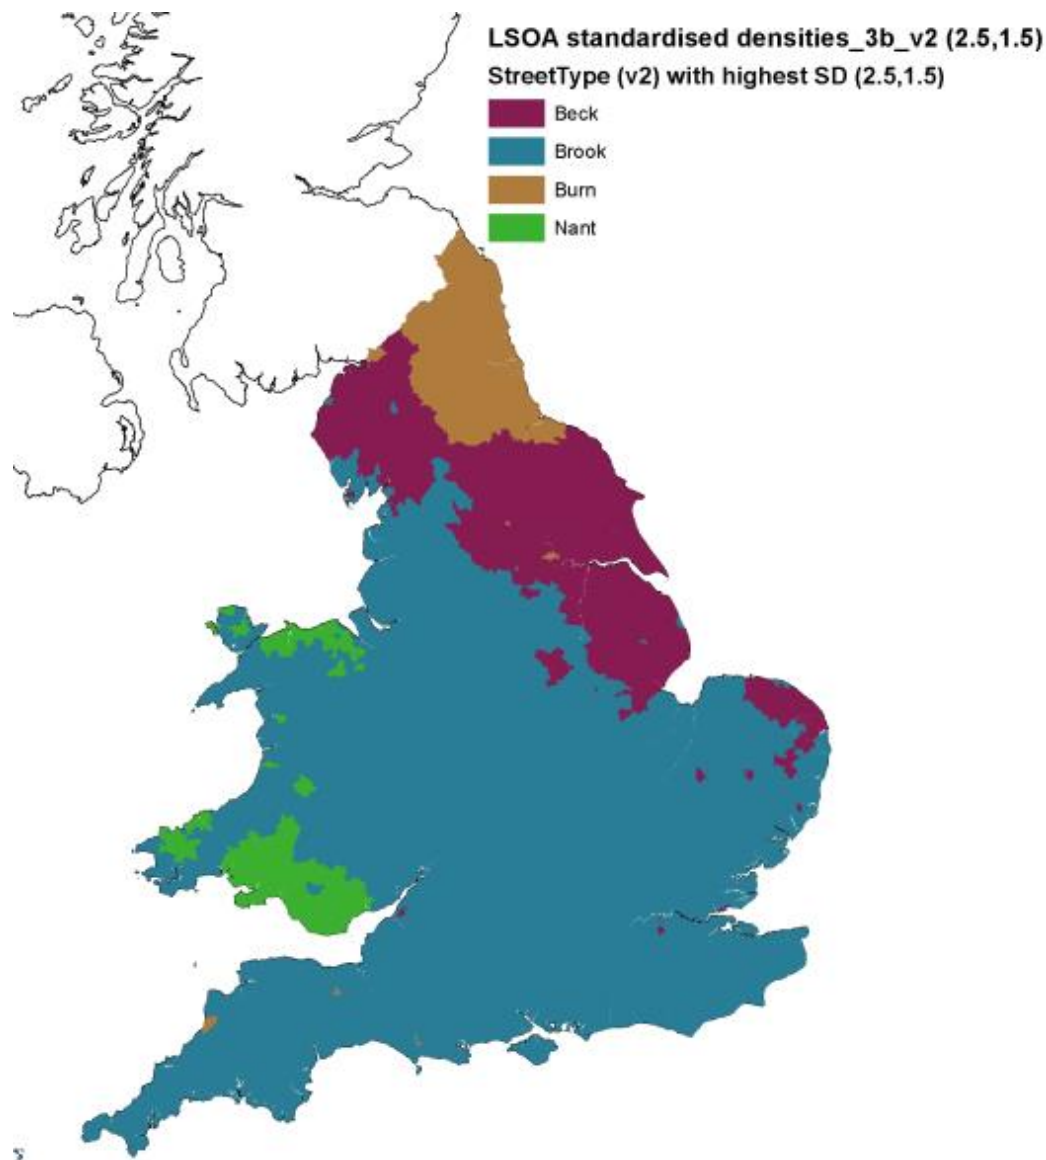 LSOA standardised densities_3b_v2 (2.5,1.5)
StreetType (v2) with highest SD (2.5,1.5)
Beck
Brook
Burn
Nant